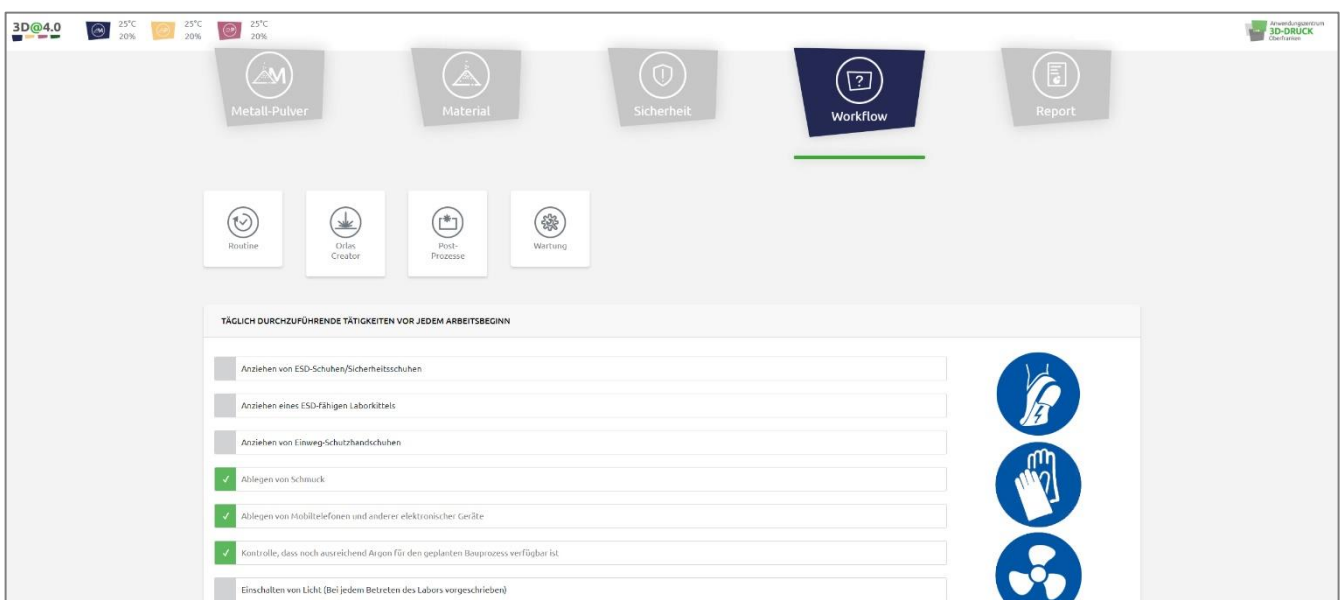 3D@4.0
25°C
20%
25°C
20%
25°C
20%
Anwendungszentrum
3D-DRUCK
Oberfranken
Metall-Pulver
Material
Sicherheit
Workflow
Report
Routine
Orlas
Creator
Post-
Prozesse
Wartung
TÄGLICH DURCHZUFÜHRENDE TÄTIGKEITEN VOR JEDEM ARBEITSBEGINN
Anziehen von ESD-Schuhen/Sicherheitsschuhen
Anziehen eines ESD-fähigen Laborkittels
Anziehen von Einweg-Schutzhandschuhen
Ablegen von Schmuck
Ablegen von Mobiltelefonen und anderer elektronischer Geräte
Kontrolle, dass noch ausreichend Argon für den geplanten Bauprozess verfügbar ist
Einschalten von Licht (Bei jedem Betreten des Labors vorgeschrieben)